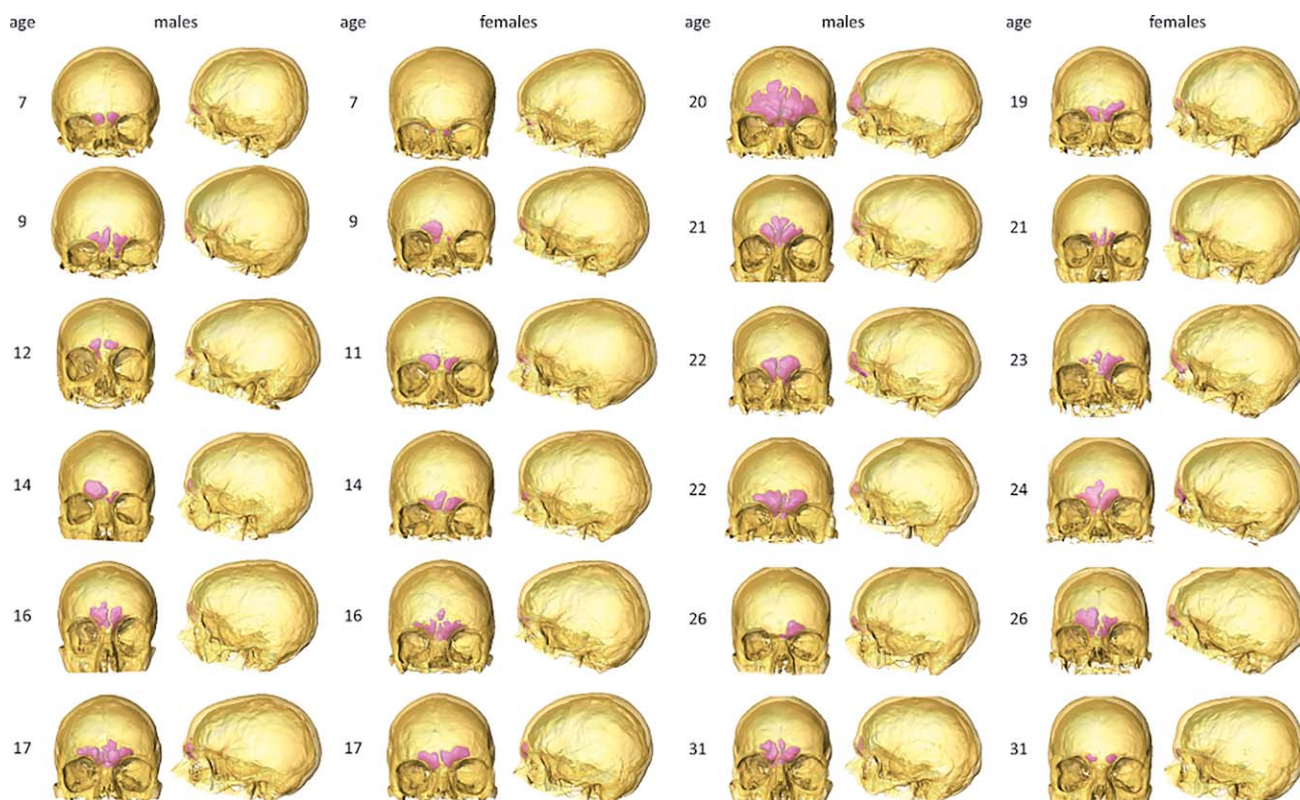 age males age females age males age females
7 7 20 19
9 9 21 21
12 11 22 23
14 14 22 24
16 16 26 26
17 17 31 31